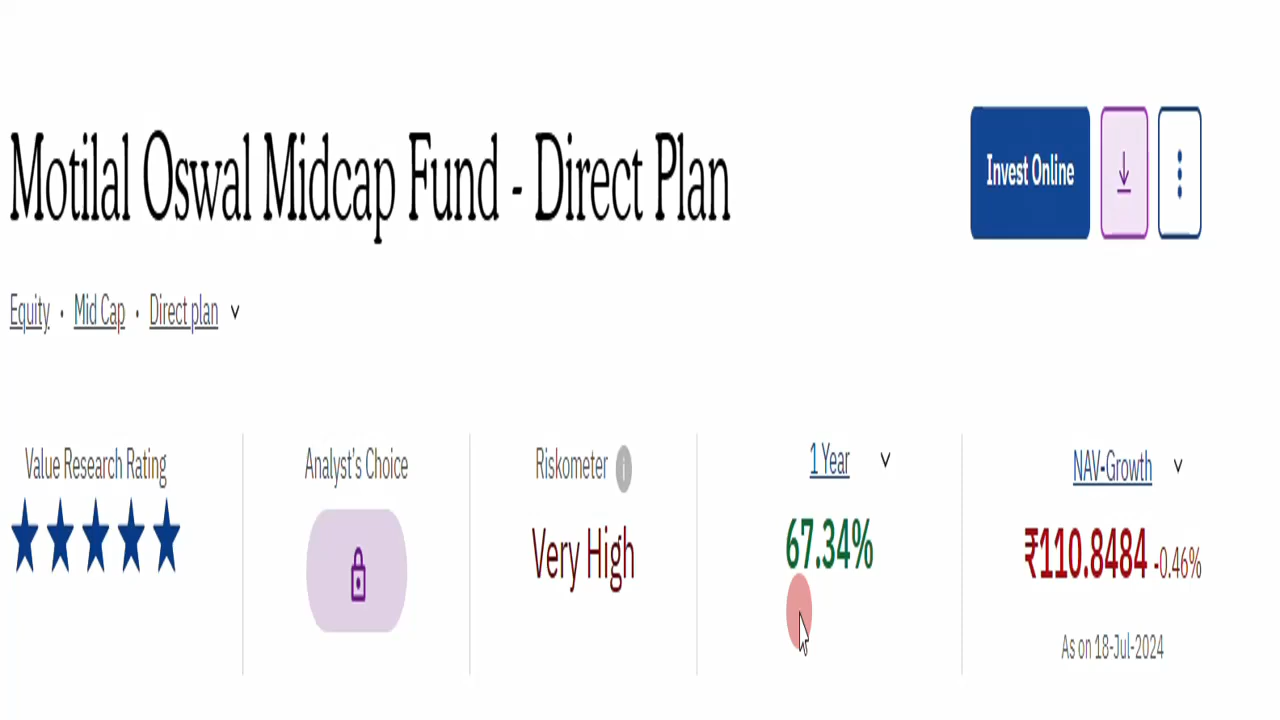 Motilal Oswal Midcap Fund - Direct Plan
Invest Online
Equity · Mid Cap · Direct plan
Value Research Rating
Analyst's Choice
Riskometer i
Very High
1 Year
67.34%
NAV-Growth
₹110.8484 -0.46%
As on 18-Jul-2024